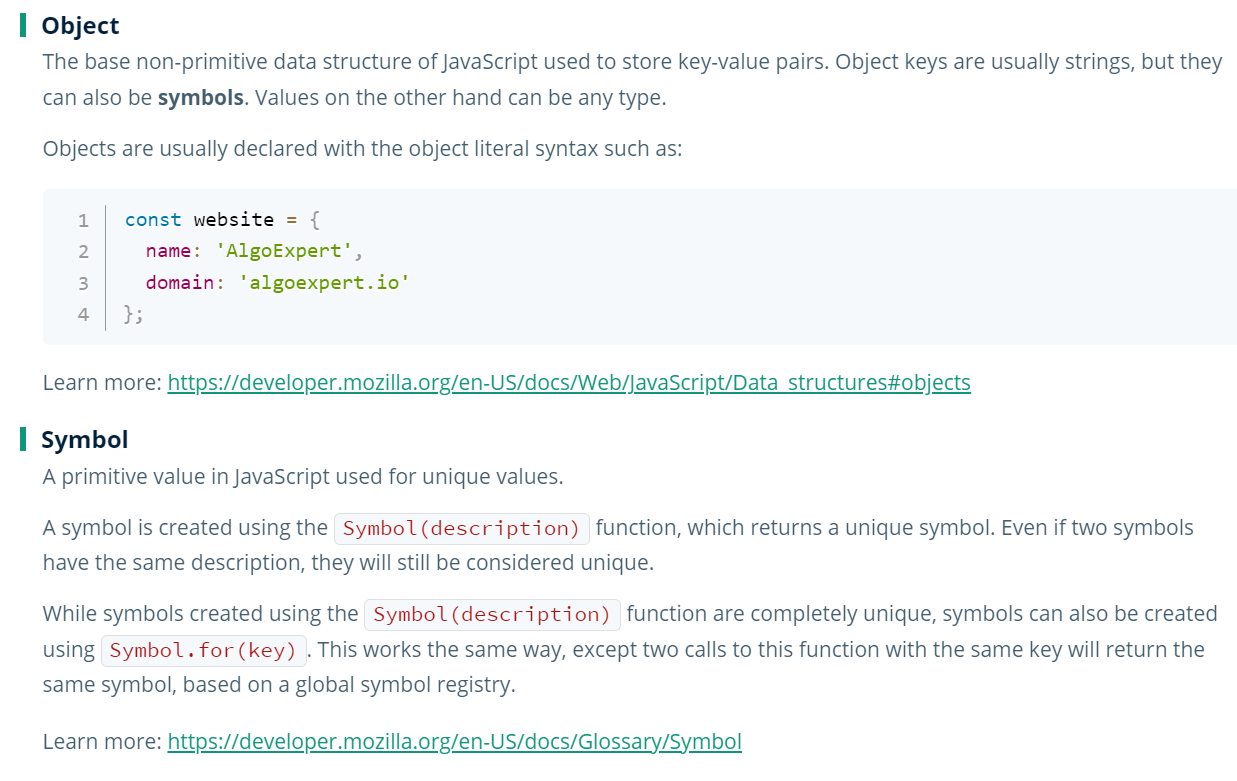 Object
The base non-primitive data structure of JavaScript used to store key-value pairs. Object keys are usually strings, but they
can also be symbols. Values on the other hand can be any type.
Objects are usually declared with the object literal syntax such as:
1 const website = {
2   name: 'AlgoExpert',
3   domain: 'algoexpert.io'
4 };
Learn more: https://developer.mozilla.org/en-US/docs/Web/JavaScript/Data_structures#objects
Symbol
A primitive value in JavaScript used for unique values.
A symbol is created using the Symbol(description) function, which returns a unique symbol. Even if two symbols
have the same description, they will still be considered unique.
While symbols created using the Symbol(description) function are completely unique, symbols can also be created
using Symbol.for(key). This works the same way, except two calls to this function with the same key will return the
same symbol, based on a global symbol registry.
Learn more: https://developer.mozilla.org/en-US/docs/Glossary/Symbol